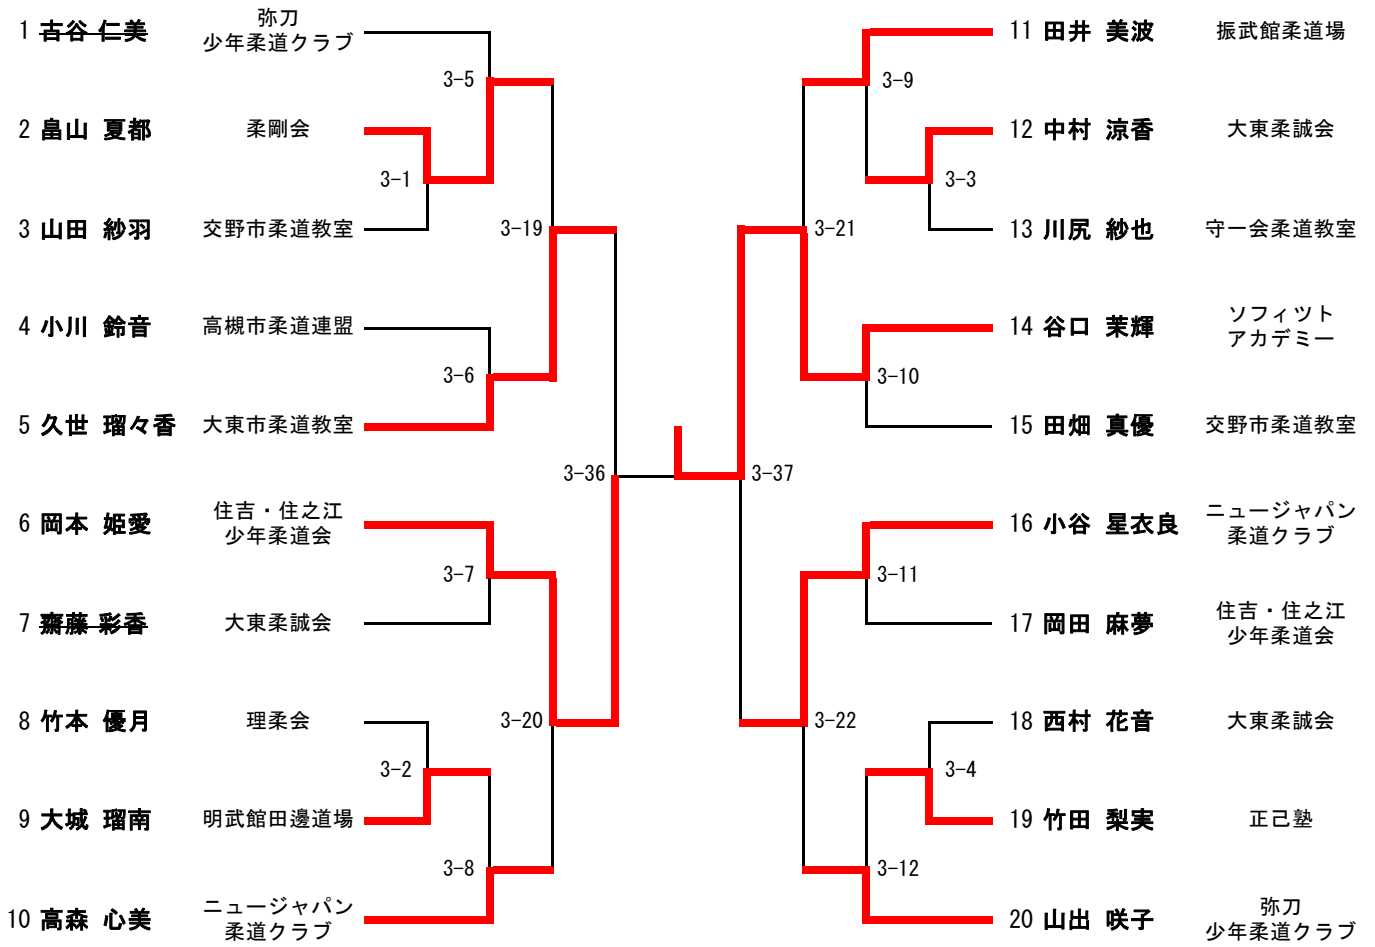 1 古谷 仁美
弥刀
少年柔道クラブ
3-5
2 畠山 夏都 柔剛会
3-1
3 山田 紗羽 交野市柔道教室
3-19
4 小川 鈴音 高槻市柔道連盟
3-6
5 久世 瑠々香 大東市柔道教室
3-36
6 岡本 姫愛
住吉・住之江
少年柔道会
3-7
7 齋藤 彩香 大東柔誠会
3-20
8 竹本 優月 理柔会
3-2
9 大城 瑠南 明武館田邊道場
3-8
10 高森 心美
ニュージャパン
柔道クラブ
11 田井 美波 振武館柔道場
3-9
12 中村 涼香 大東柔誠会
3-3
13 川尻 紗也 守一会柔道教室
3-21
14 谷口 茉輝
ソフィツト
アカデミー
3-10
15 田畑 真優 交野市柔道教室
3-37
16 小谷 星衣良
ニュージャパン
柔道クラブ
3-11
17 岡田 麻夢
住吉・住之江
少年柔道会
3-22
18 西村 花音 大東柔誠会
3-4
19 竹田 梨実 正己塾
3-12
20 山出 咲子
弥刀
少年柔道クラブ